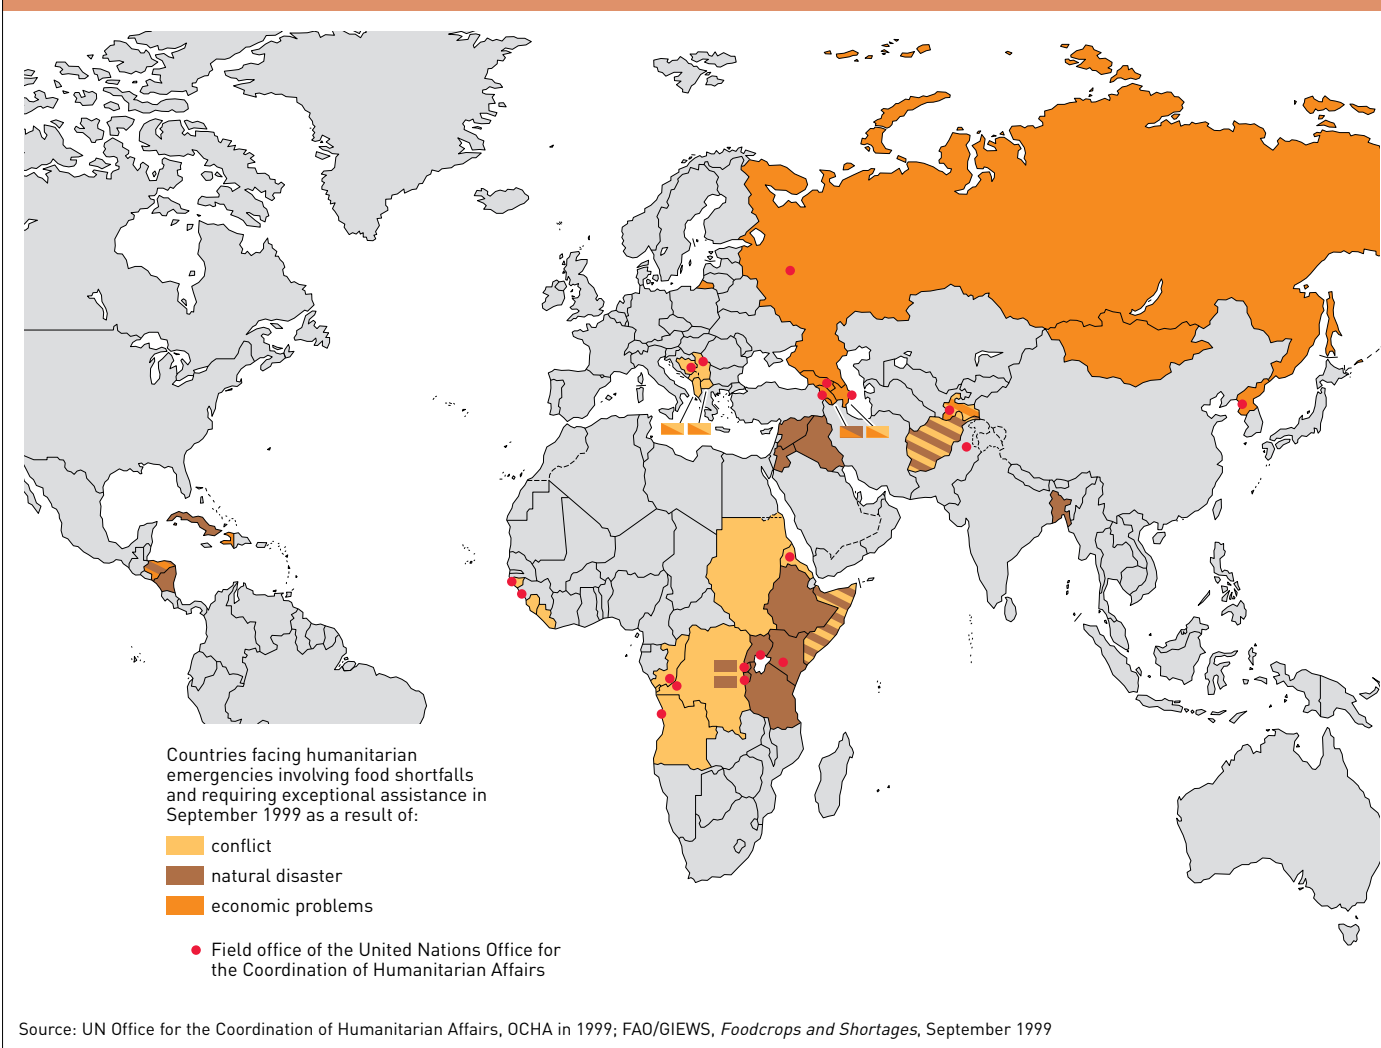 Countries facing humanitarian
emergencies involving food shortfalls
and requiring exceptional assistance in
September 1999 as a result of:
conflict
natural disaster
economic problems
Field office of the United Nations Office for
the Coordination of Humanitarian Affairs
Source: UN Office for the Coordination of Humanitarian Affairs, OCHA in 1999; FAO/GIEWS, Foodcrops and Shortages, September 1999